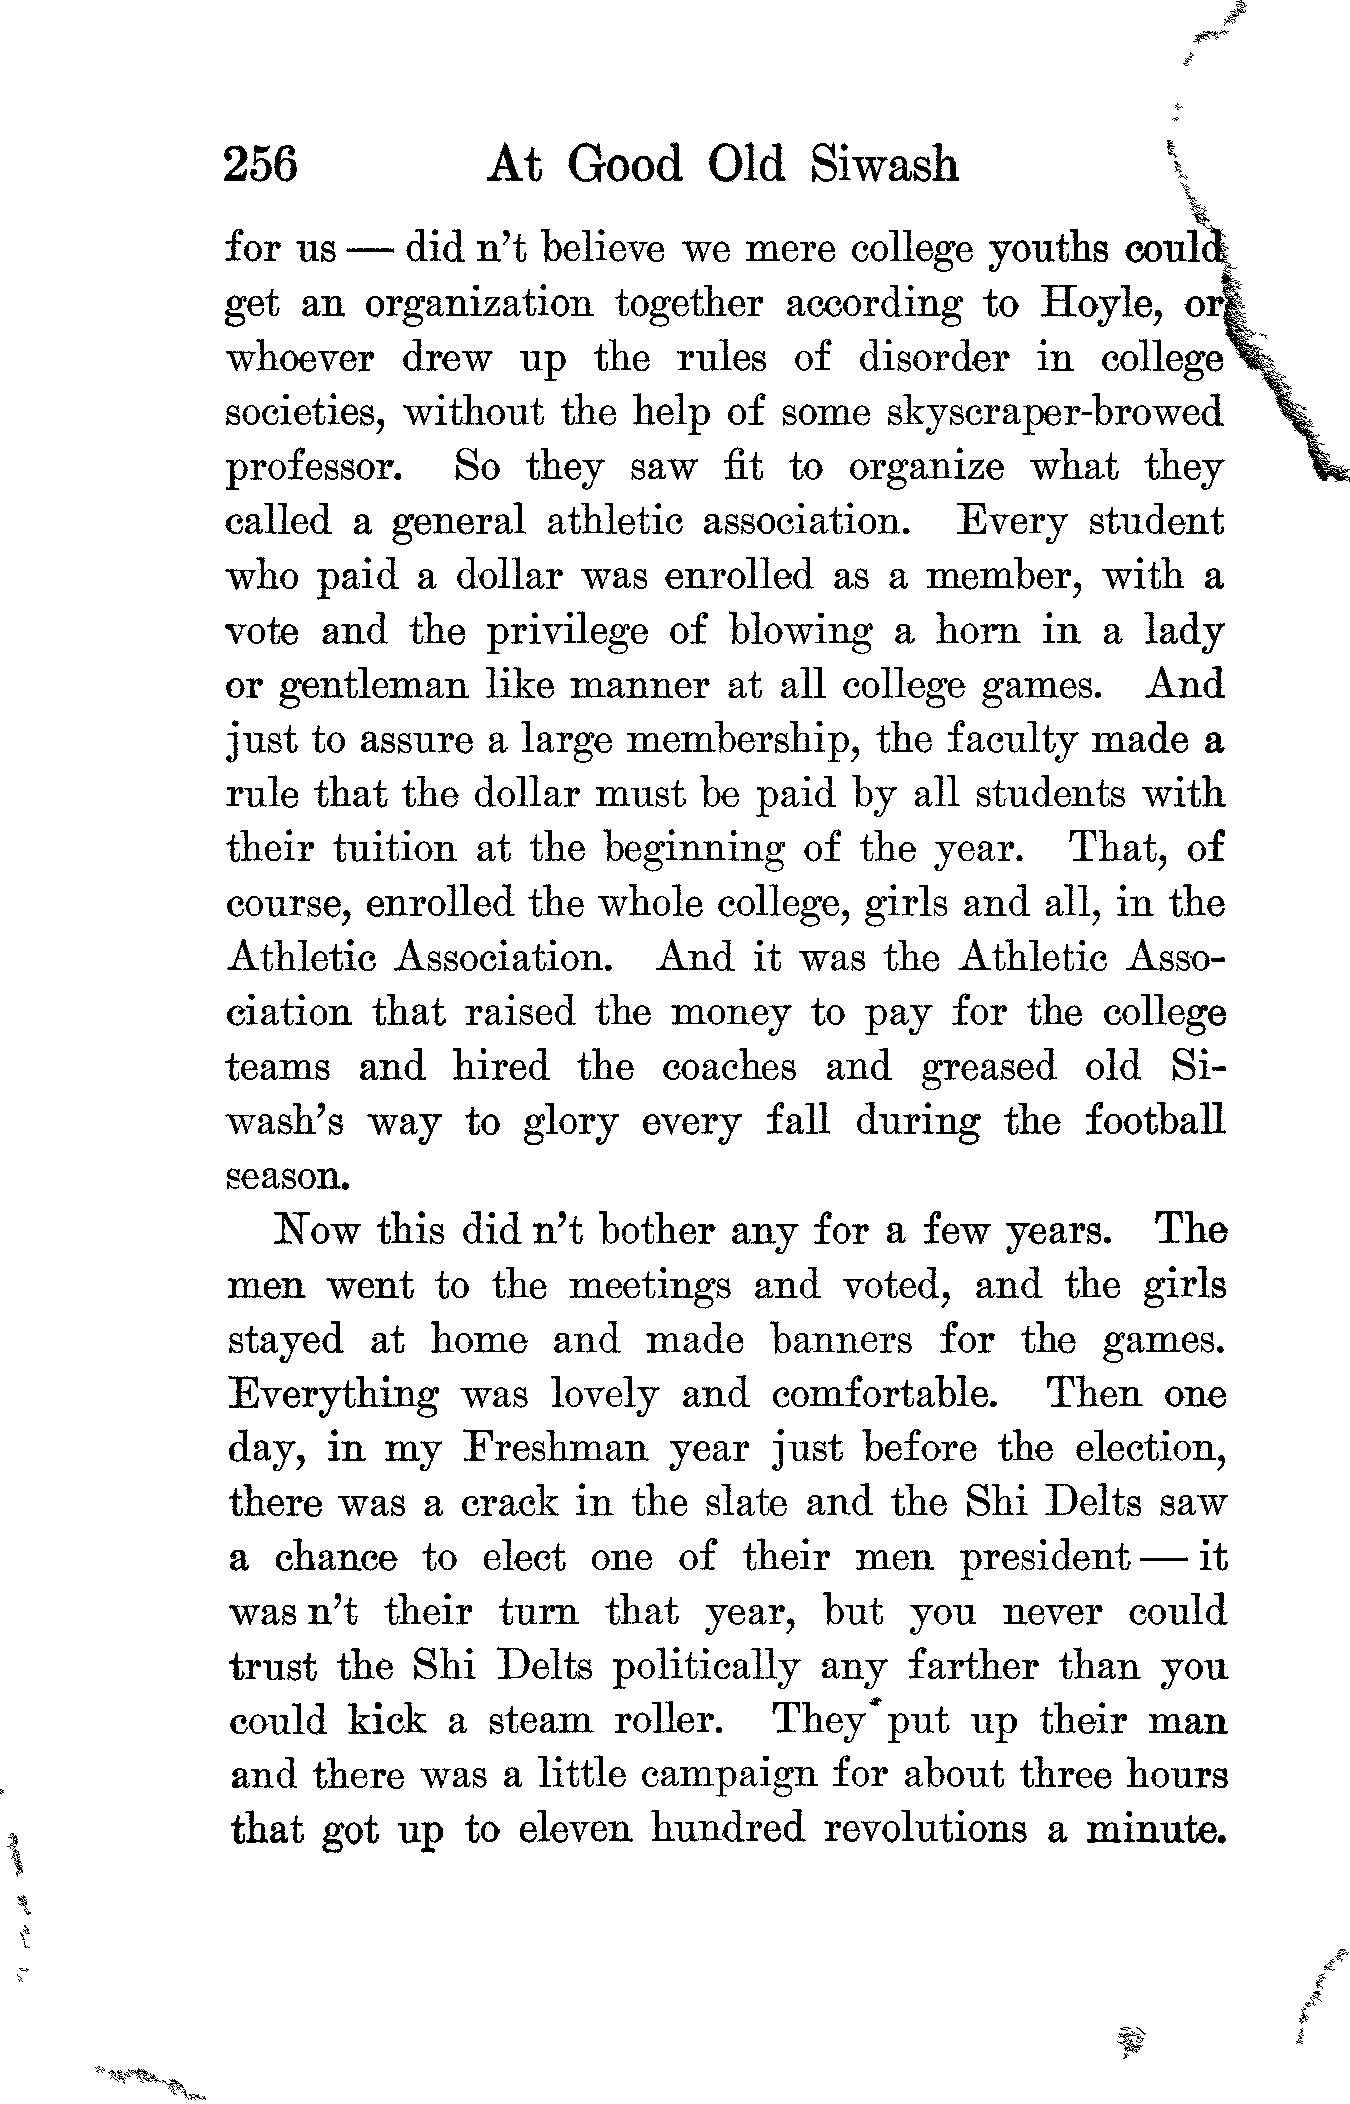 256 At Good Old Siwash
for us — did n't believe we mere college youths could
get an organization together according to Hoyle, or
whoever drew up the rules of disorder in college
societies, without the help of some skyscraper-browed
professor. So they saw fit to organize what they
called a general athletic association. Every student
who paid a dollar was enrolled as a member, with a
vote and the privilege of blowing a horn in a lady
or gentleman like manner at all college games. And
just to assure a large membership, the faculty made a
rule that the dollar must be paid by all students with
their tuition at the beginning of the year. That, of
course, enrolled the whole college, girls and all, in the
Athletic Association. And it was the Athletic Asso-
ciation that raised the money to pay for the college
teams and hired the coaches and greased old Si-
wash's way to glory every fall during the football
season.
Now this did n't bother any for a few years. The
men went to the meetings and voted, and the girls
stayed at home and made banners for the games.
Everything was lovely and comfortable. Then one
day, in my Freshman year just before the election,
there was a crack in the slate and the Shi Delts saw
a chance to elect one of their men president — it
was n't their turn that year, but you never could
trust the Shi Delts politically any farther than you
could kick a steam roller. They put up their man
and there was a little campaign for about three hours
that got up to eleven hundred revolutions a minute.